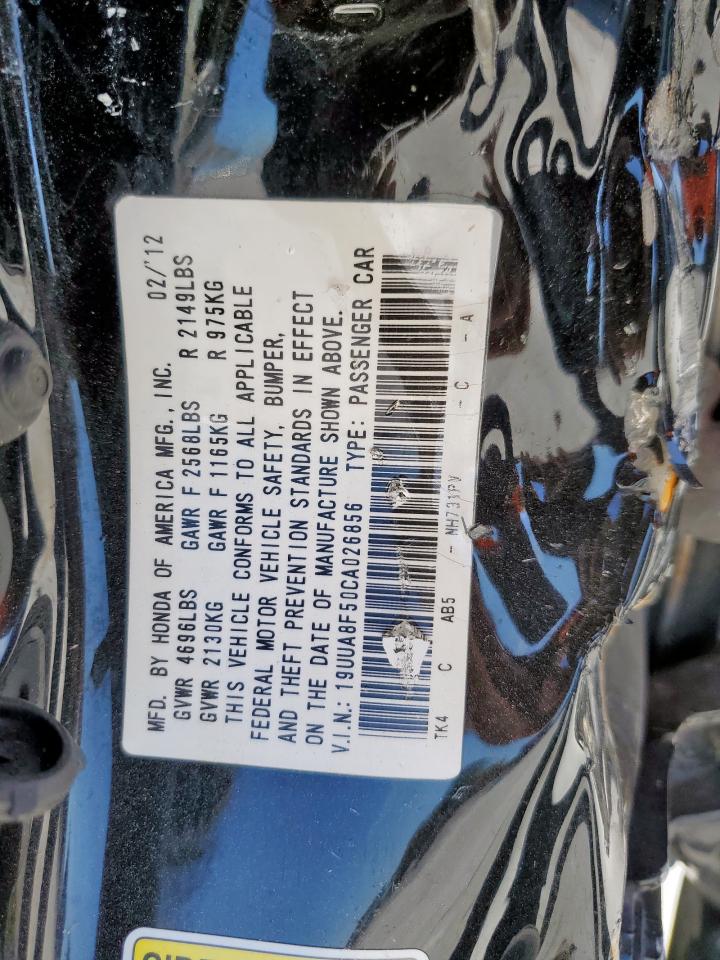 MFD. BY HONDA OF AMERICA MFG., INC. 02/'12
GVWR 4696LBS GAWR F 2568LBS R 2149LBS
GVWR 2130KG GAWR F 1165KG R 975KG
THIS VEHICLE CONFORMS TO ALL APPLICABLE
FEDERAL MOTOR VEHICLE SAFETY, BUMPER,
AND THEFT PREVENTION STANDARDS IN EFFECT
ON THE DATE OF MANUFACTURE SHOWN ABOVE.
V.I.N.: 19UUA8F50CA026856 TYPE: PASSENGER CAR
TK4 C AB5 - NH731PV - C - A